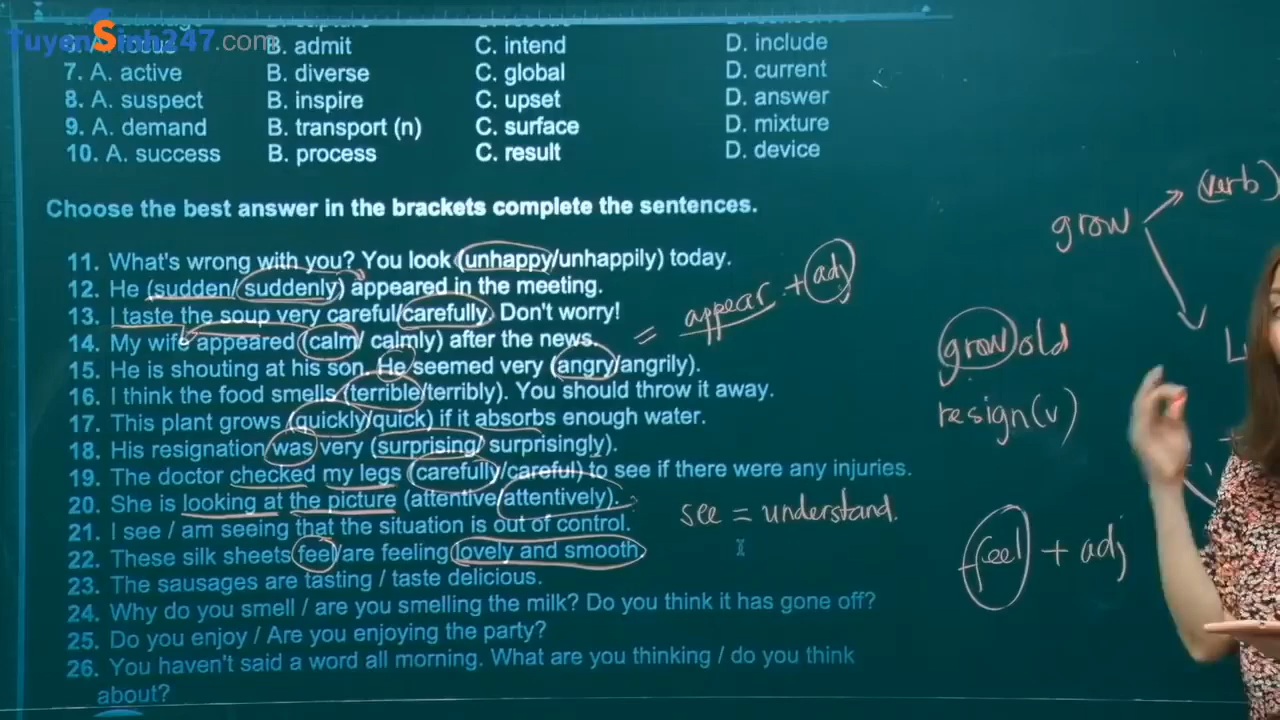 TuyenSinh247.com
B. admit C. intend D. include
7. A. active B. diverse C. global D. current
8. A. suspect B. inspire C. upset D. answer
9. A. demand B. transport (n) C. surface D. mixture
10. A. success B. process C. result D. device
Choose the best answer in the brackets complete the sentences.
11. What's wrong with you? You look (unhappy/unhappily) today.
12. He (sudden/ suddenly) appeared in the meeting.
13. I taste the soup very careful/carefully. Don't worry!
14. My wife appeared (calm/ calmly) after the news.
15. He is shouting at his son. He seemed very (angry/angrily).
16. I think the food smells (terrible/terribly). You should throw it away.
17. This plant grows (quickly/quick) if it absorbs enough water.
18. His resignation was very (surprising/ surprisingly).
19. The doctor checked my legs (carefully/careful) to see if there were any injuries.
20. She is looking at the picture (attentive/attentively).
21. I see / am seeing that the situation is out of control.
22. These silk sheets feel/are feeling lovely and smooth.
23. The sausages are tasting / taste delicious.
24. Why do you smell / are you smelling the milk? Do you think it has gone off?
25. Do you enjoy / Are you enjoying the party?
26. You haven't said a word all morning. What are you thinking / do you think
about?
= appear + adj
see = understand.
grow (verb)
grow old
resign(v)
feel + adj